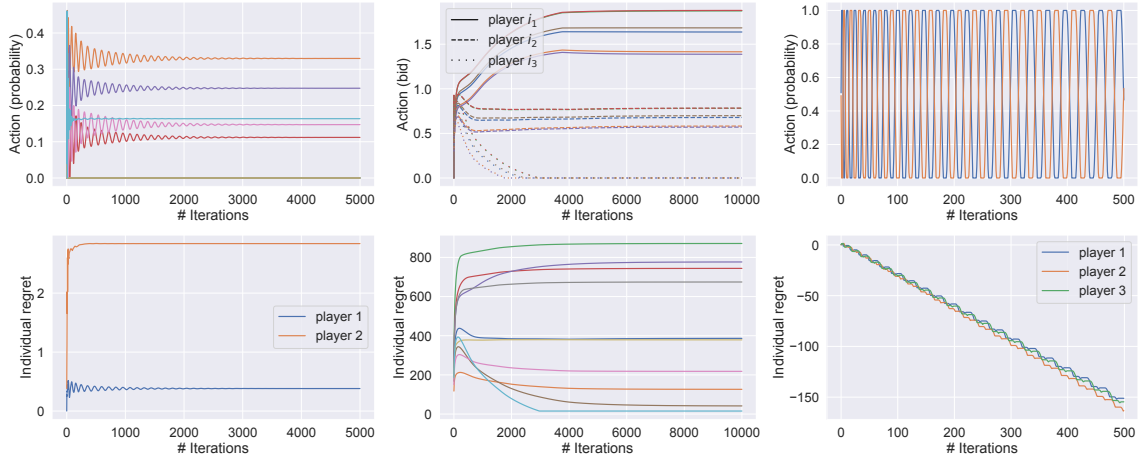 Action (probability)
0.4
0.3
0.2
0.1
0.0
0 1000 2000 3000 4000 5000
# Iterations
Action (bid)
1.5
1.0
0.5
0.0
player i1
player i2
player i3
0 2000 4000 6000 8000 10000
# Iterations
Action (probability)
1.0
0.8
0.6
0.4
0.2
0.0
0 100 200 300 400 500
# Iterations
Individual regret
2
1
0
player 1
player 2
0 1000 2000 3000 4000 5000
# Iterations
Individual regret
800
600
400
200
0
0 2000 4000 6000 8000 10000
# Iterations
Individual regret
0
−50
−100
−150
player 1
player 2
player 3
0 100 200 300 400 500
# Iterations